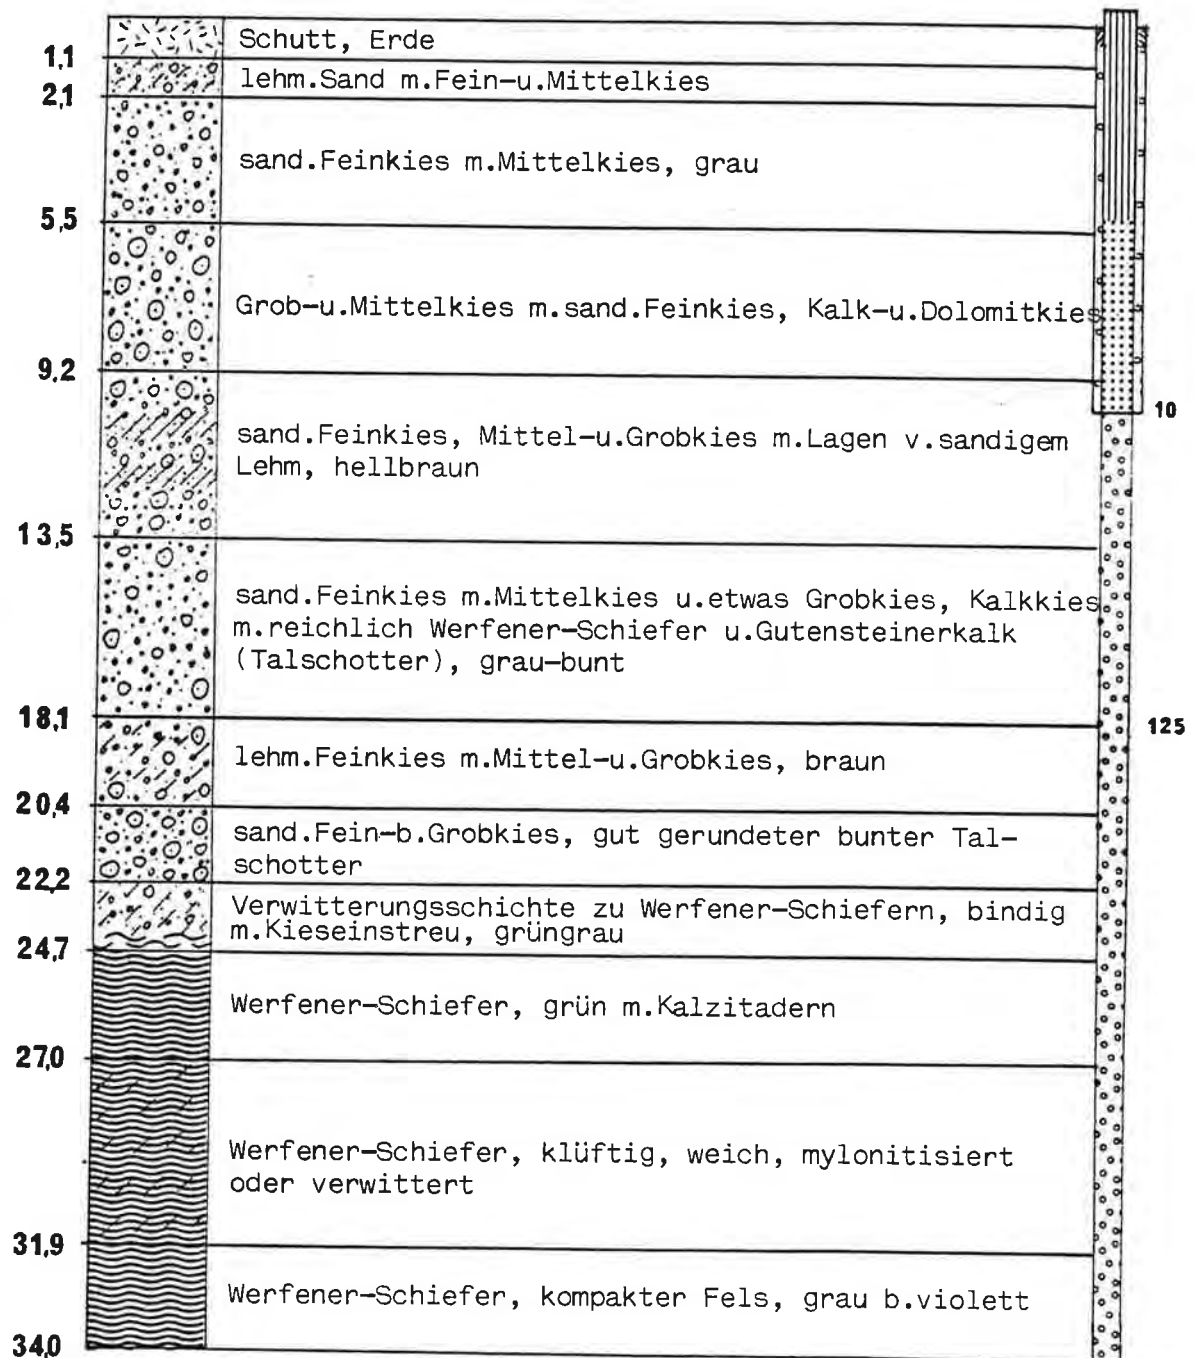 Schutt, Erde
1,1
lehm.Sand m.Fein-u.Mittelkies
2,1
sand.Feinkies m.Mittelkies, grau
5,5
Grob-u.Mittelkies m.sand.Feinkies, Kalk-u.Dolomitkies
9,2
10
sand.Feinkies, Mittel-u.Grobkies m.Lagen v.sandigem
Lehm, hellbraun
13,5
sand.Feinkies m.Mittelkies u.etwas Grobkies, Kalkkies
m.reichlich Werfener-Schiefer u.Gutensteinerkalk
(Talschotter), grau-bunt
18,1
125
lehm.Feinkies m.Mittel-u.Grobkies, braun
20,4
sand.Fein-b.Grobkies, gut gerundeter bunter Tal-
schotter
22,2
Verwitterungsschichte zu Werfener-Schiefern, bindig
m.Kieseinstreu, grüngrau
24,7
Werfener-Schiefer, grün m.Kalzitadern
27,0
Werfener-Schiefer, klüftig, weich, mylonitisiert
oder verwittert
31,9
Werfener-Schiefer, kompakter Fels, grau b.violett
34,0